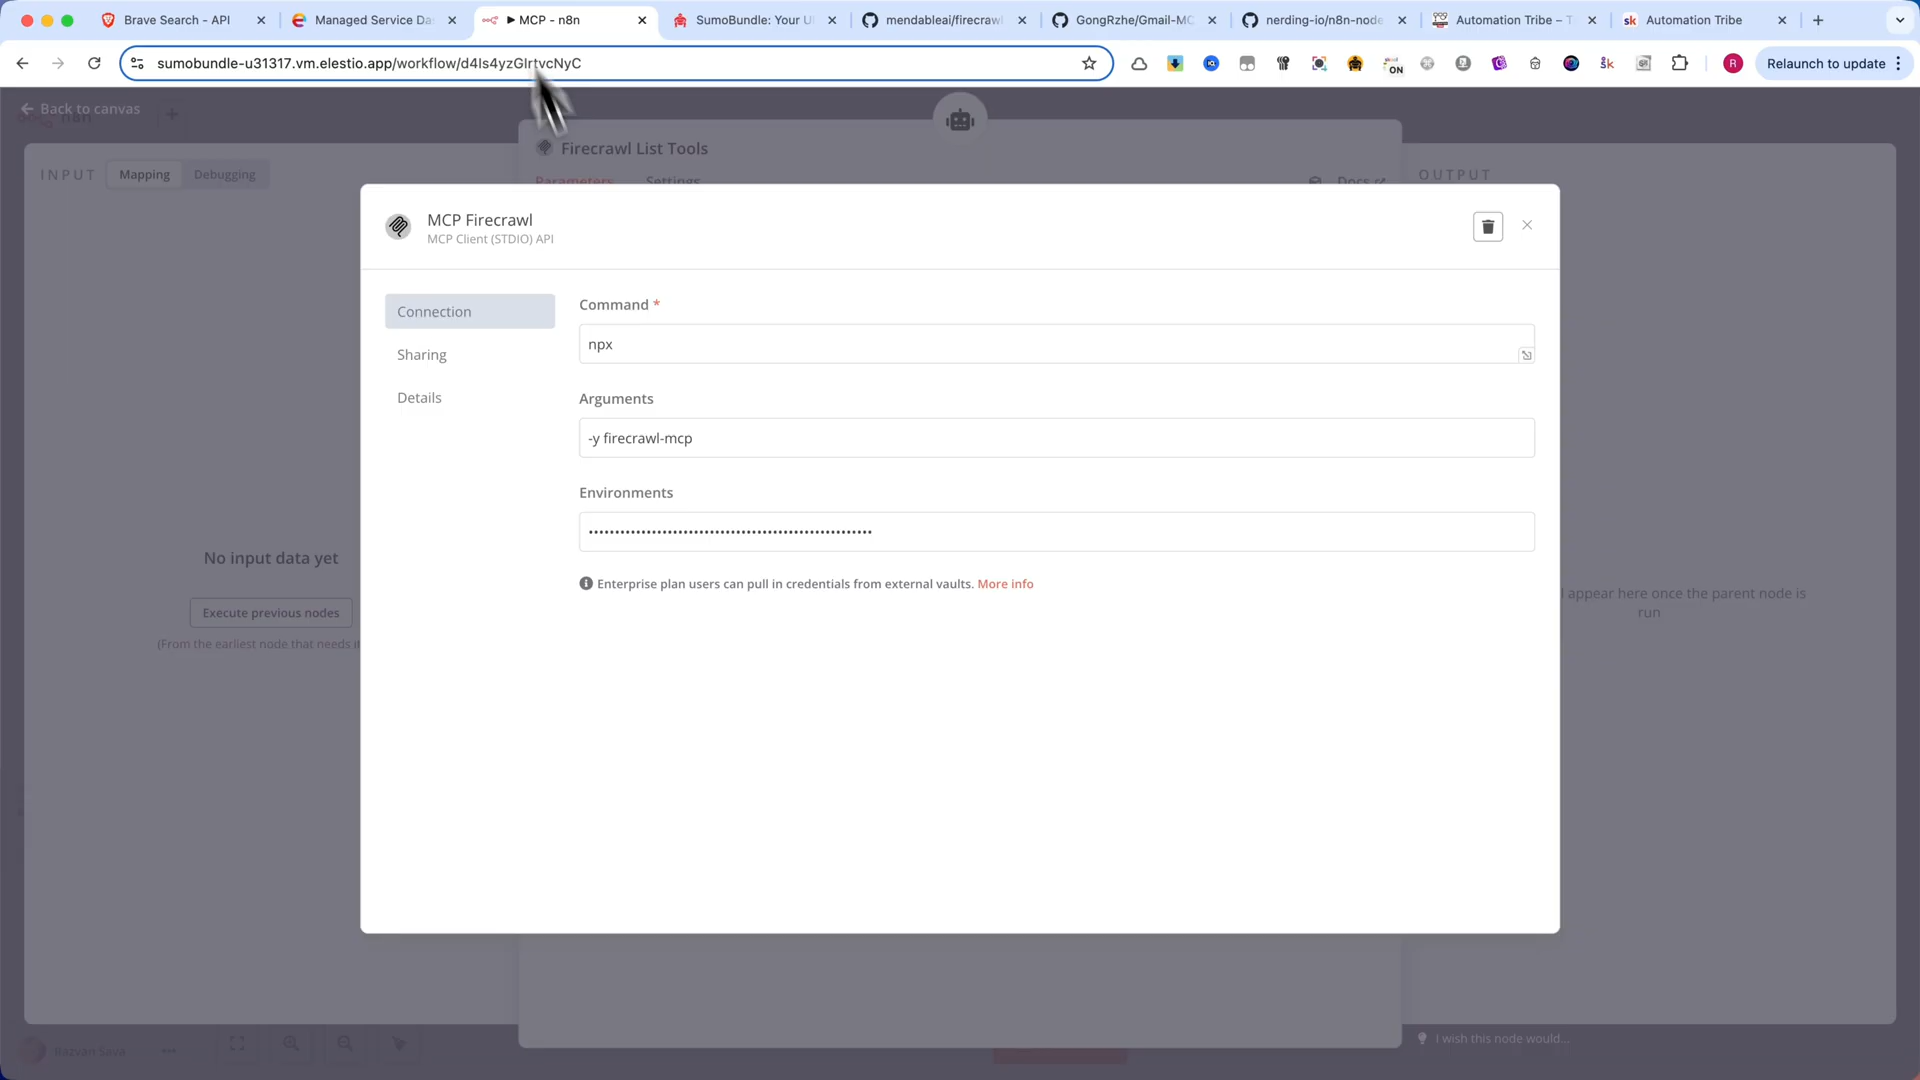 Brave Search - API
Managed Service Da
MCP - n8n
SumoBundle: Your U
mendableai/firecrawl
GongRzhe/Gmail-MC
nerding-io/n8n-node
Automation Tribe – T
sk Automation Tribe
sumobundle-u31317.vm.elestio.app/workflow/d4ls4yzGlrtvcNyC
ON
sk
R
Relaunch to update
Back to canvas
n8n
Firecrawl List Tools
INPUT
Mapping
Debugging
Parameters
Settings
Docs
OUTPUT
MCP Firecrawl
MCP Client (STDIO) API
Connection
Sharing
Details
Command *
npx
Arguments
-y firecrawl-mcp
Environments
Enterprise plan users can pull in credentials from external vaults. More info
No input data yet
Execute previous nodes
(From the earliest node that needs it
appear here once the parent node is
run
Razvan Sava
I wish this node would...